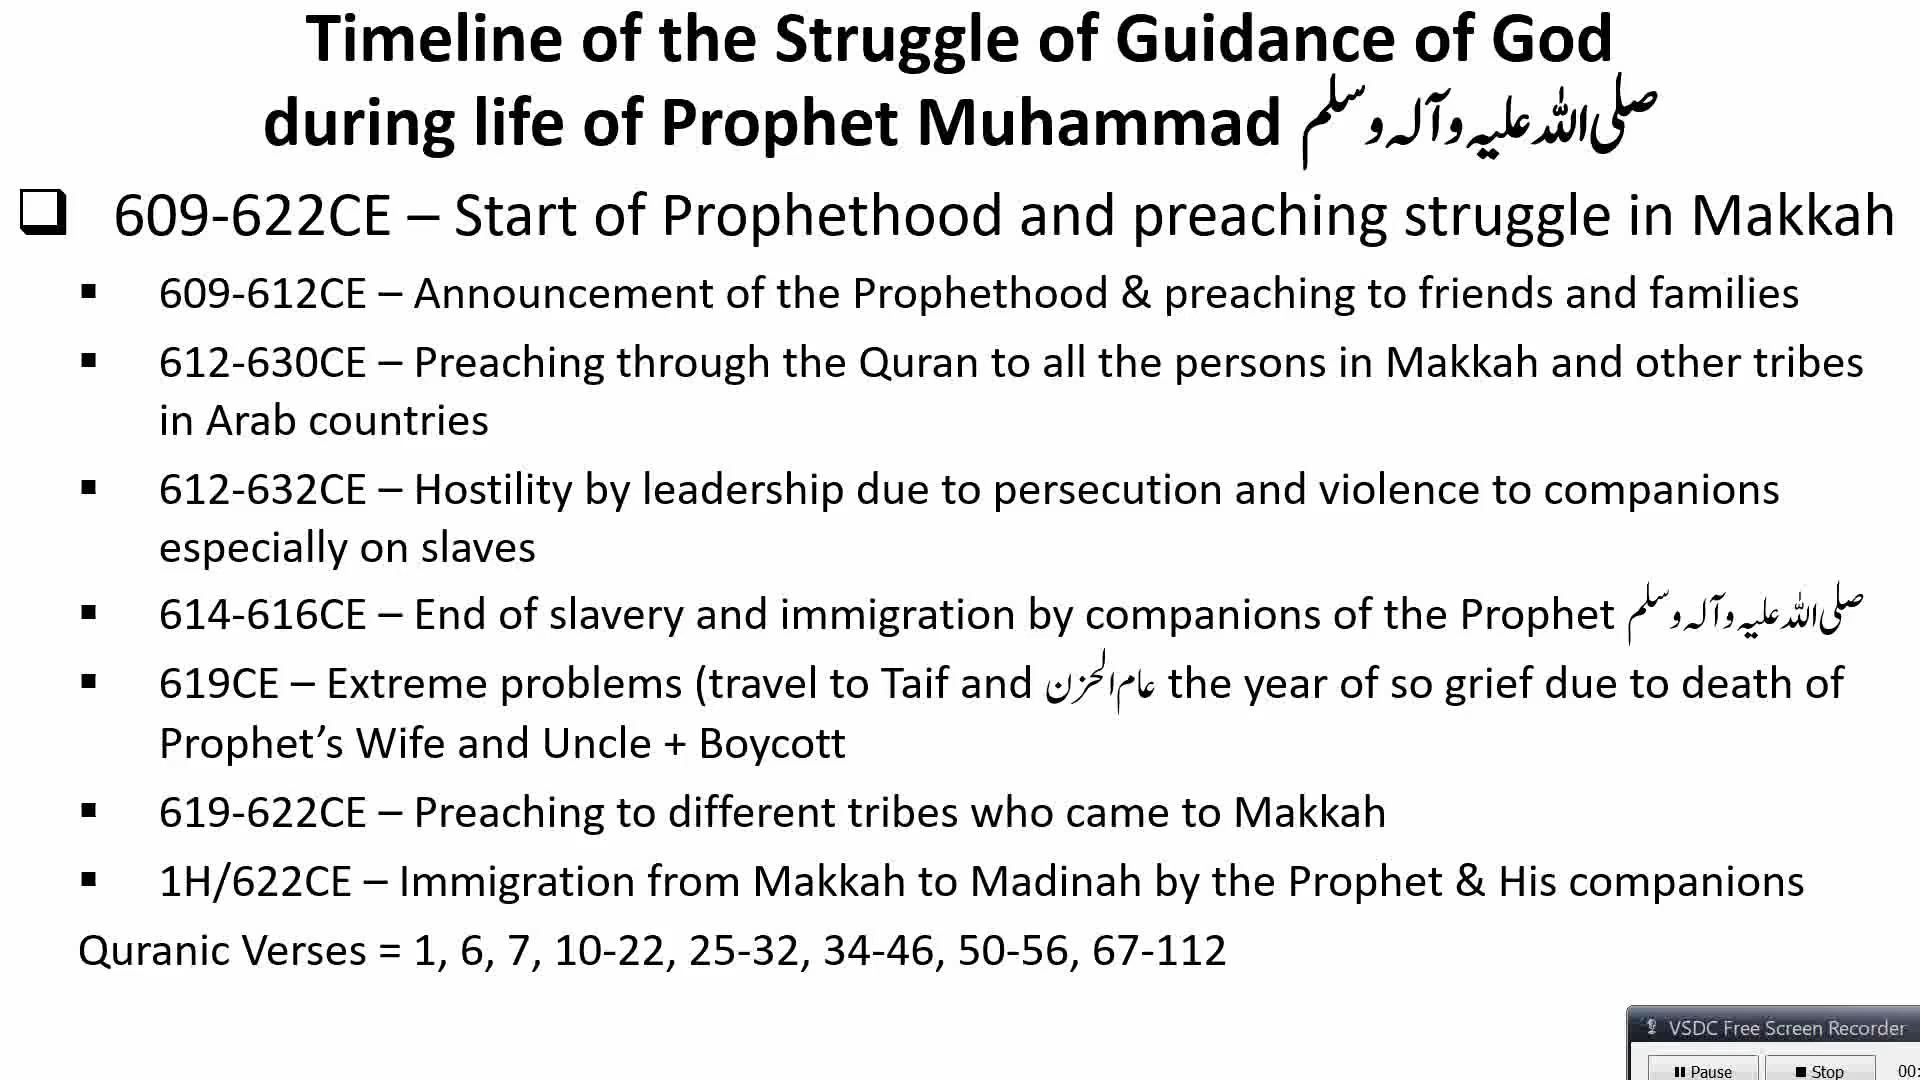 Timeline of the Struggle of Guidance of God
during life of Prophet Muhammad صلی اللہ علیہ وآلہ وسلم
❑ 609-622CE – Start of Prophethood and preaching struggle in Makkah
▪ 609-612CE – Announcement of the Prophethood & preaching to friends and families
▪ 612-630CE – Preaching through the Quran to all the persons in Makkah and other tribes
in Arab countries
▪ 612-632CE – Hostility by leadership due to persecution and violence to companions
especially on slaves
▪ 614-616CE – End of slavery and immigration by companions of the Prophet صلی اللہ علیہ وآلہ وسلم
▪ 619CE – Extreme problems (travel to Taif and عام الحزن the year of so grief due to death of
Prophet’s Wife and Uncle + Boycott
▪ 619-622CE – Preaching to different tribes who came to Makkah
▪ 1H/622CE – Immigration from Makkah to Madinah by the Prophet & His companions
Quranic Verses = 1, 6, 7, 10-22, 25-32, 34-46, 50-56, 67-112
VSDC Free Screen Recorder
Pause Stop 00: